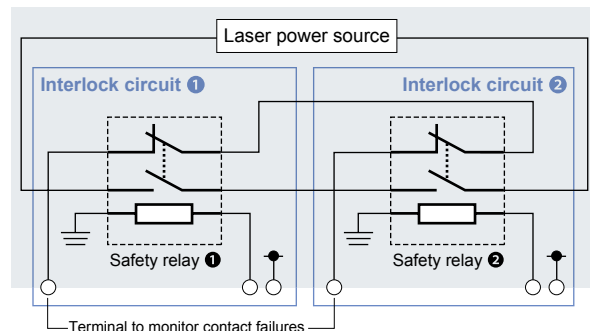 Laser power source
Interlock circuit ❶
Interlock circuit ❷
Safety relay ❶
Safety relay ❷
Terminal to monitor contact failures